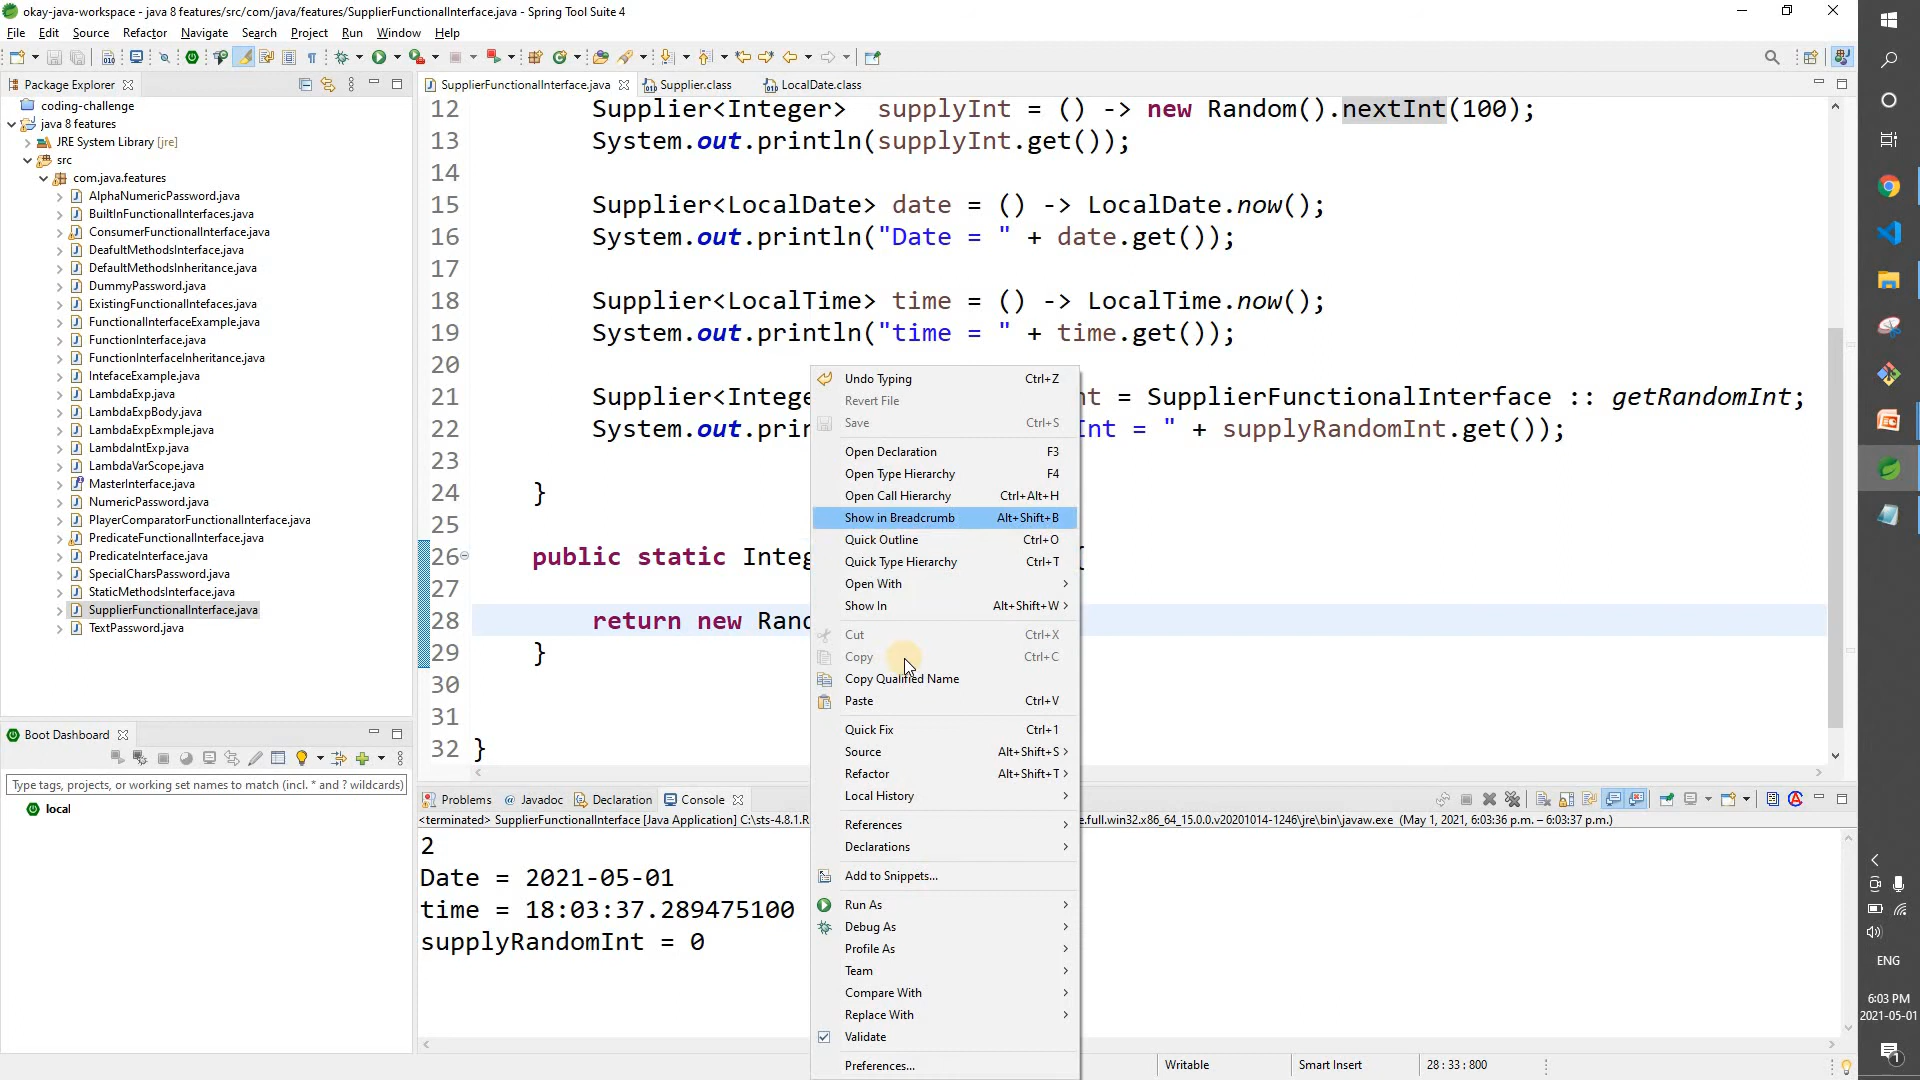 okay-java-workspace - java 8 features/src/com/java/features/SupplierFunctionalInterface.java - Spring Tool Suite 4
File Edit Source Refactor Navigate Search Project Run Window Help
Package Explorer
coding-challenge
java 8 features
JRE System Library [jre]
src
com.java.features
AlphaNumericPassword.java
BuiltInFunctionalInterfaces.java
ConsumerFunctionalInterface.java
DeafultMethodsInterface.java
DefaultMethodsInheritance.java
DummyPassword.java
ExistingFunctionalIntefaces.java
FunctionalInterfaceExample.java
FunctionInterface.java
FunctionInterfaceInheritance.java
IntefaceExample.java
LambdaExp.java
LambdaExpBody.java
LambdaExpExmple.java
LambdaIntExp.java
LambdaVarScope.java
MasterInterface.java
NumericPassword.java
PlayerComparatorFunctionalInterface.java
PredicateFunctionalInterface.java
PredicateInterface.java
SpecialCharsPassword.java
StaticMethodsInterface.java
SupplierFunctionalInterface.java
TextPassword.java
Boot Dashboard
Type tags, projects, or working set names to match (incl. * and ? wildcards)
local
SupplierFunctionalInterface.java Supplier.class LocalDate.class
12 Supplier<Integer> supplyInt = () -> new Random().nextInt(100);
13 System.out.println(supplyInt.get());
14
15 Supplier<LocalDate> date = () -> LocalDate.now();
16 System.out.println("Date = " + date.get());
17
18 Supplier<LocalTime> time = () -> LocalTime.now();
19 System.out.println("time = " + time.get());
20
21 Supplier<Intege nt = SupplierFunctionalInterface :: getRandomInt;
22 System.out.prin Int = " + supplyRandomInt.get());
23
24 }
25
26 public static Integ {
27
28 return new Rand
29 }
30
31
32 }
Undo Typing Ctrl+Z
Revert File
Save Ctrl+S
Open Declaration F3
Open Type Hierarchy F4
Open Call Hierarchy Ctrl+Alt+H
Show in Breadcrumb Alt+Shift+B
Quick Outline Ctrl+O
Quick Type Hierarchy Ctrl+T
Open With
Show In Alt+Shift+W
Cut Ctrl+X
Copy Ctrl+C
Copy Qualified Name
Paste Ctrl+V
Quick Fix Ctrl+1
Source Alt+Shift+S
Refactor Alt+Shift+T
Local History
References
Declarations
Add to Snippets...
Run As
Debug As
Profile As
Team
Compare With
Replace With
Validate
Preferences...
Problems Javadoc Declaration Console
<terminated> SupplierFunctionalInterface [Java Application] C:\sts-4.8.1.R e.full.win32.x86_64_15.0.0.v20201014-1246\jre\bin\javaw.exe (May 1, 2021, 6:03:36 p.m. – 6:03:37 p.m.)
2
Date = 2021-05-01
time = 18:03:37.289475100
supplyRandomInt = 0
Writable Smart Insert 28 : 33 : 800
ENG
6:03 PM
2021-05-01
1